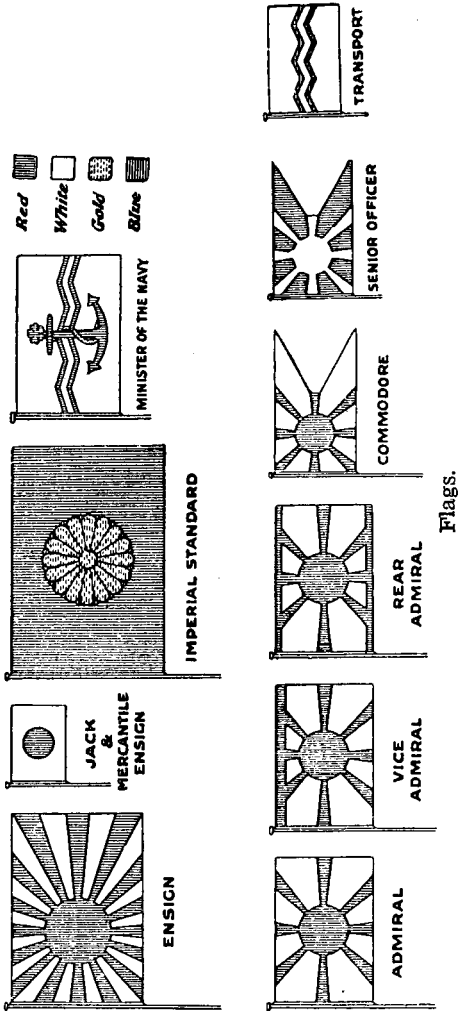 ENSIGN
JACK
&
MERCANTILE
ENSIGN
IMPERIAL STANDARD
MINISTER OF THE NAVY
Red
White
Gold
Blue
ADMIRAL
VICE
ADMIRAL
REAR
ADMIRAL
COMMODORE
SENIOR OFFICER
TRANSPORT
Flags.